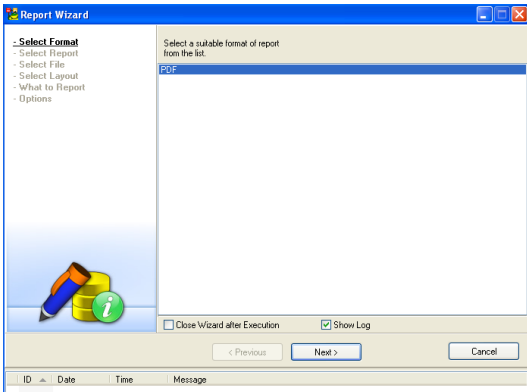 Report Wizard
- Select Format
- Select Report
- Select File
- Select Layout
- What to Report
- Options
Select a suitable format of report
from the list.
PDF
Close Wizard after Execution
Show Log
< Previous
Next >
Cancel
ID Date Time Message